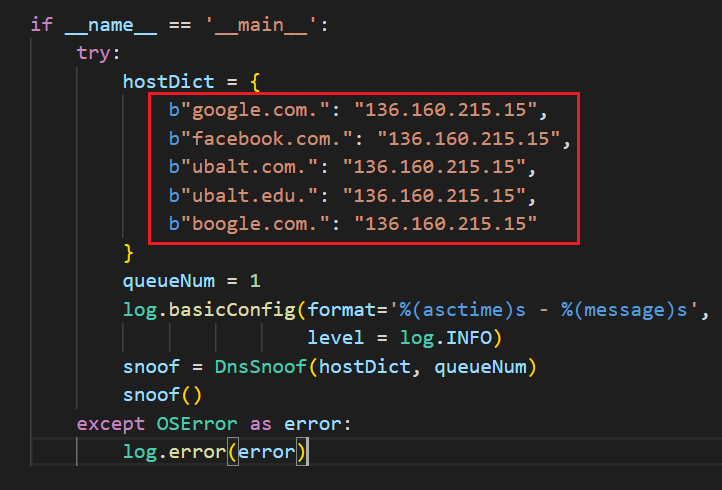 if __name__ == '__main__':
    try:
        hostDict = {
            b"google.com.": "136.160.215.15",
            b"facebook.com.": "136.160.215.15",
            b"ubalt.com.": "136.160.215.15",
            b"ubalt.edu.": "136.160.215.15",
            b"boogle.com.": "136.160.215.15"
        }
        queueNum = 1
        log.basicConfig(format='%(asctime)s - %(message)s',
                        level = log.INFO)
        snoof = DnsSnoof(hostDict, queueNum)
        snoof()
    except OSError as error:
        log.error(error)